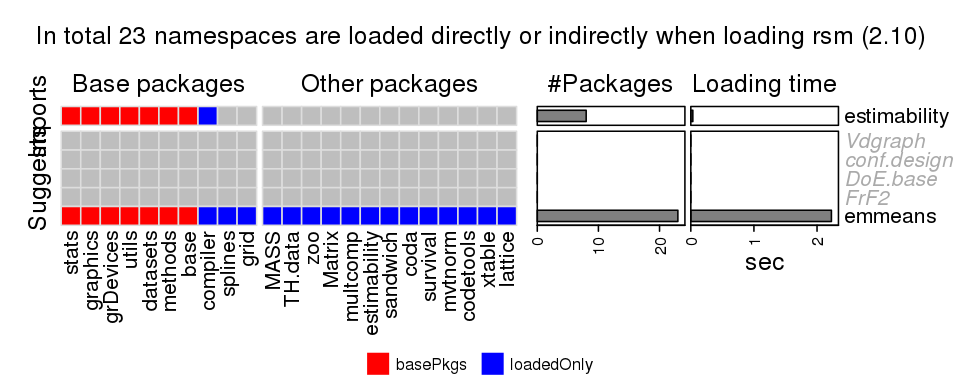 In total 23 namespaces are loaded directly or indirectly when loading rsm (2.10)
Base packages
Other packages
#Packages
Loading time
Imports
Suggests
estimability
Vdgraph
conf.design
DoE.base
FrF2
emmeans
stats
graphics
grDevices
utils
datasets
methods
base
compiler
splines
grid
MASS
TH.data
zoo
Matrix
multcomp
estimability
sandwich
coda
survival
mvtnorm
codetools
xtable
lattice
0
10
20
0
1
2
sec
basePkgs
loadedOnly